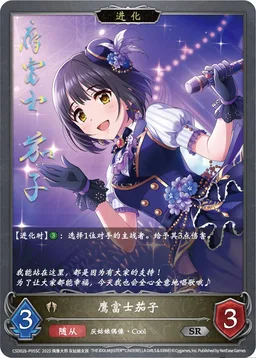 进化
鹰富士 茄子
【进化时】③：选择1位对手的主战者。给予其3点伤害。
我能站在这里，都是因为有大家的支持！
为了让大家都能幸福，今天我也会全心全意地唱歌♪
鹰富士茄子
3
随从
灰姑娘偶像·Cool
SR
3